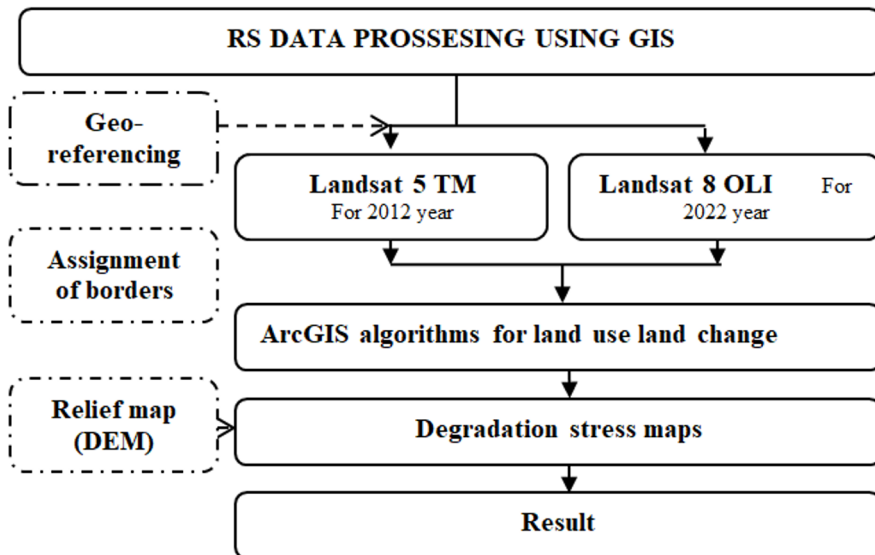 RS DATA PROSSESING USING GIS
Geo-
referencing
Landsat 5 TM
For 2012 year
Landsat 8 OLI For
2022 year
Assignment
of borders
ArcGIS algorithms for land use land change
Relief map
(DEM)
Degradation stress maps
Result